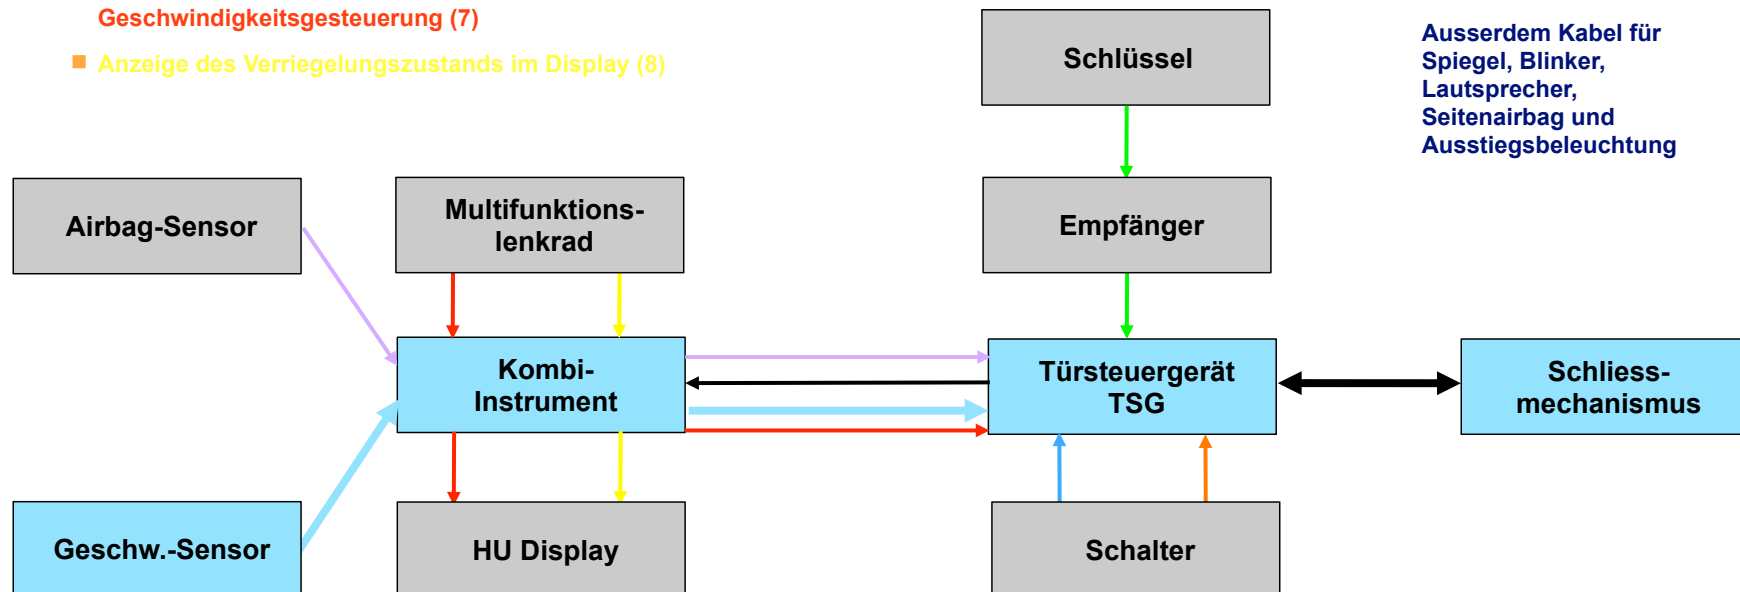 Geschwindigkeitsgesteuerung (7)
Anzeige des Verriegelungszustands im Display (8)
Schlüssel
Ausserdem Kabel für
Spiegel, Blinker,
Lautsprecher,
Seitenairbag und
Ausstiegsbeleuchtung
Airbag-Sensor
Multifunktions-
lenkrad
Empfänger
Kombi-
Instrument
Türsteuergerät
TSG
Schliess-
mechanismus
Geschw.-Sensor
HU Display
Schalter